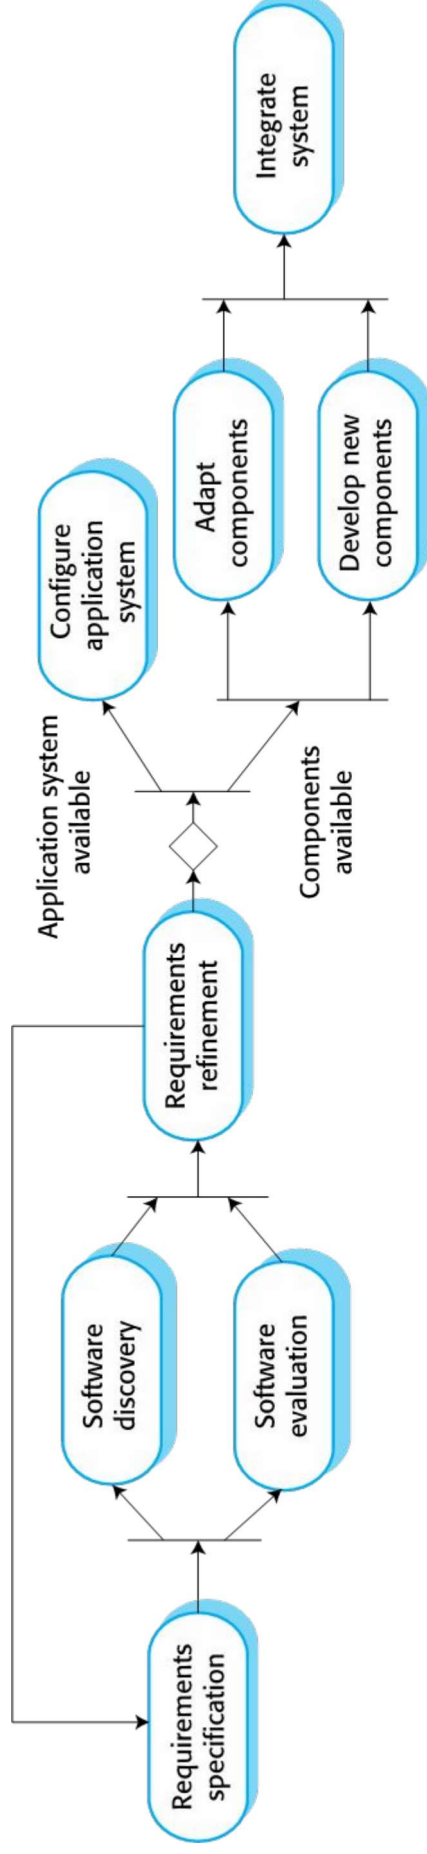 Requirements
specification
Software
discovery
Software
evaluation
Requirements
refinement
Application system
available
Components
available
Configure
application
system
Adapt
components
Develop new
components
Integrate
system